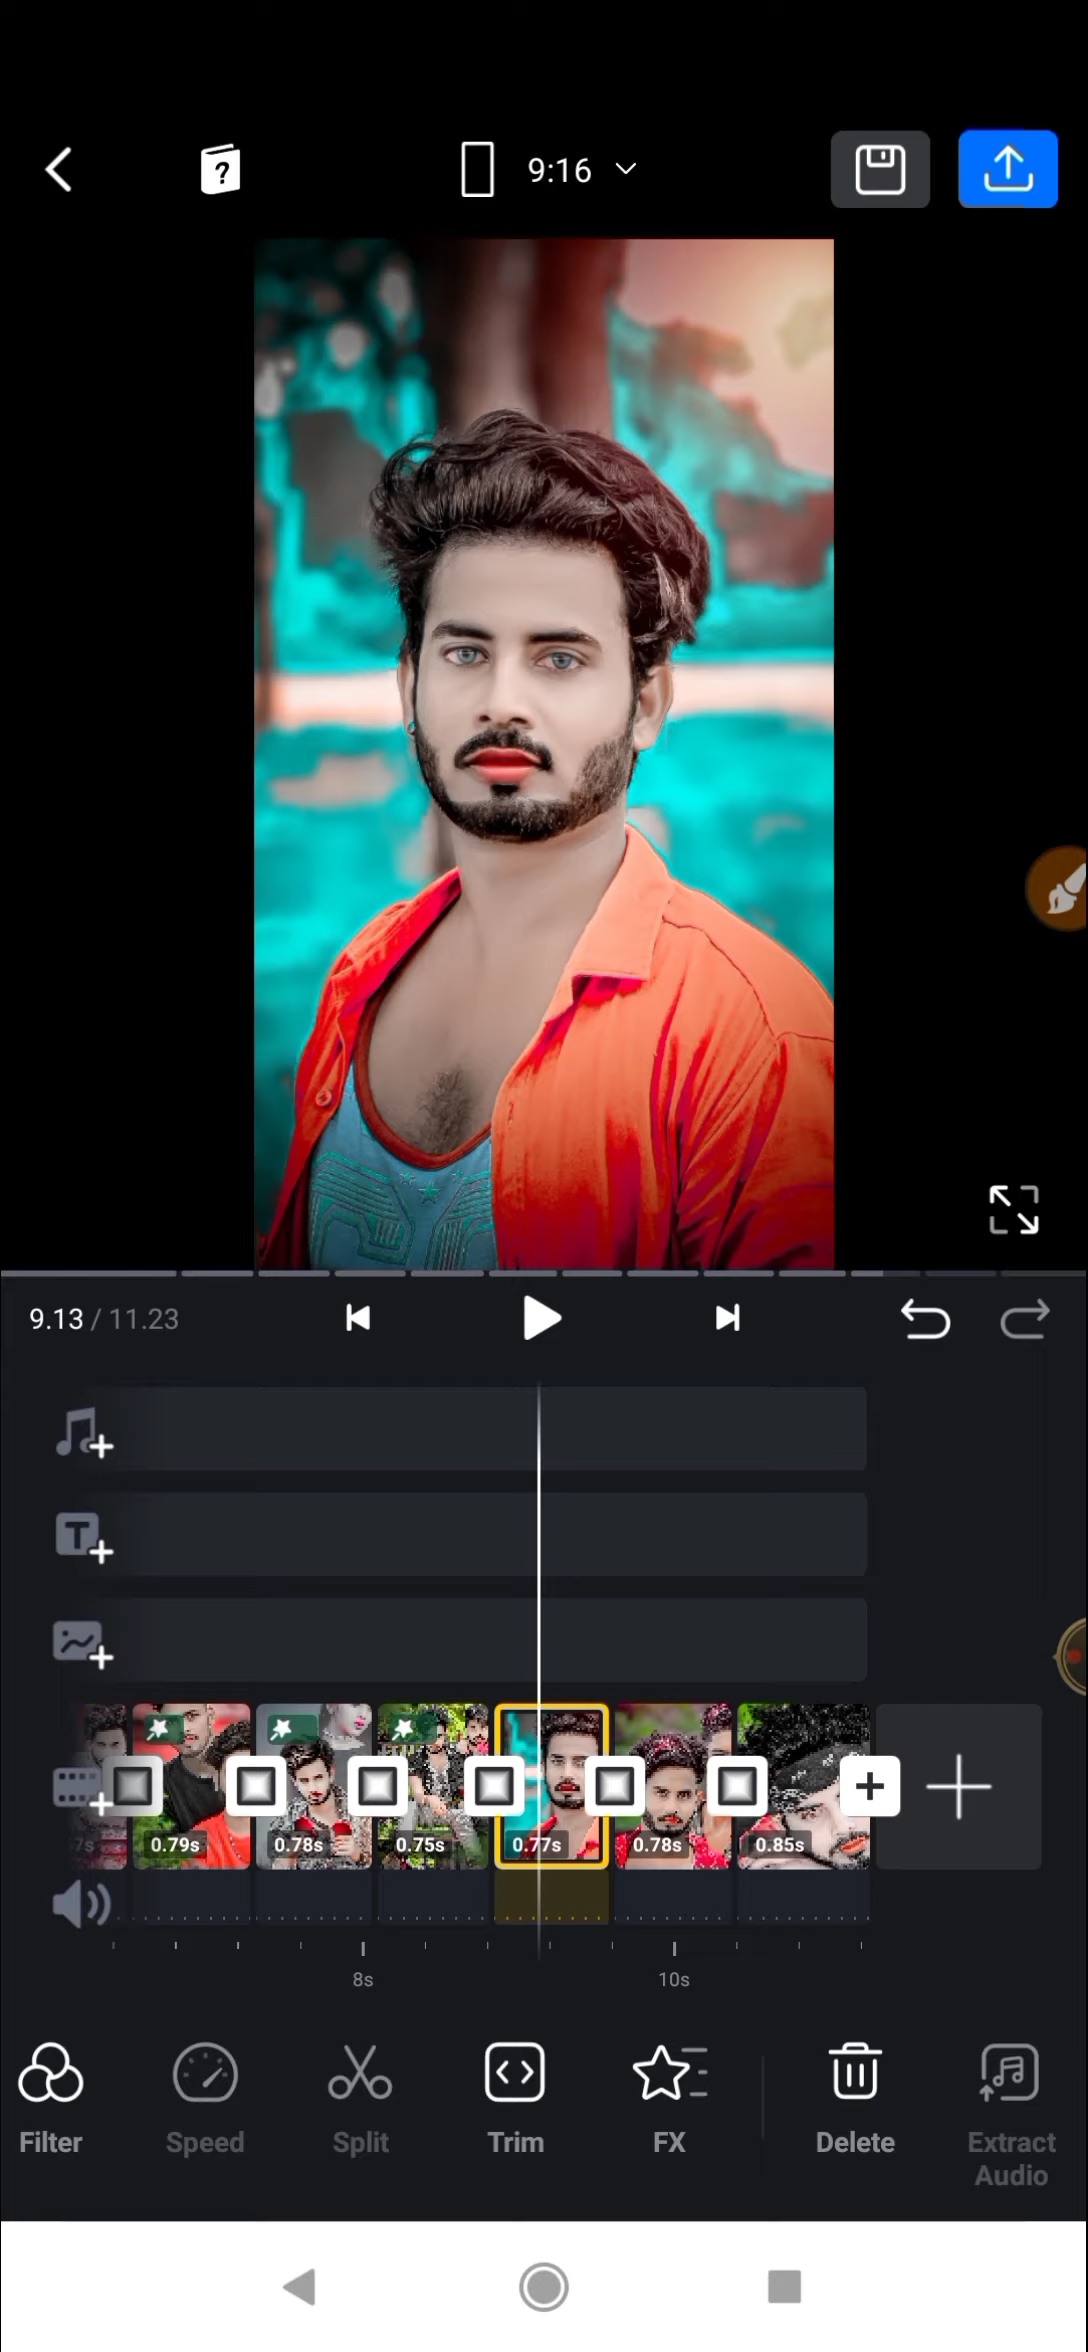 9:16
9.13 / 11.23
7s
0.79s
0.78s
0.75s
0.77s
0.78s
0.85s
8s
10s
Filter
Speed
Split
Trim
FX
Delete
Extract
Audio